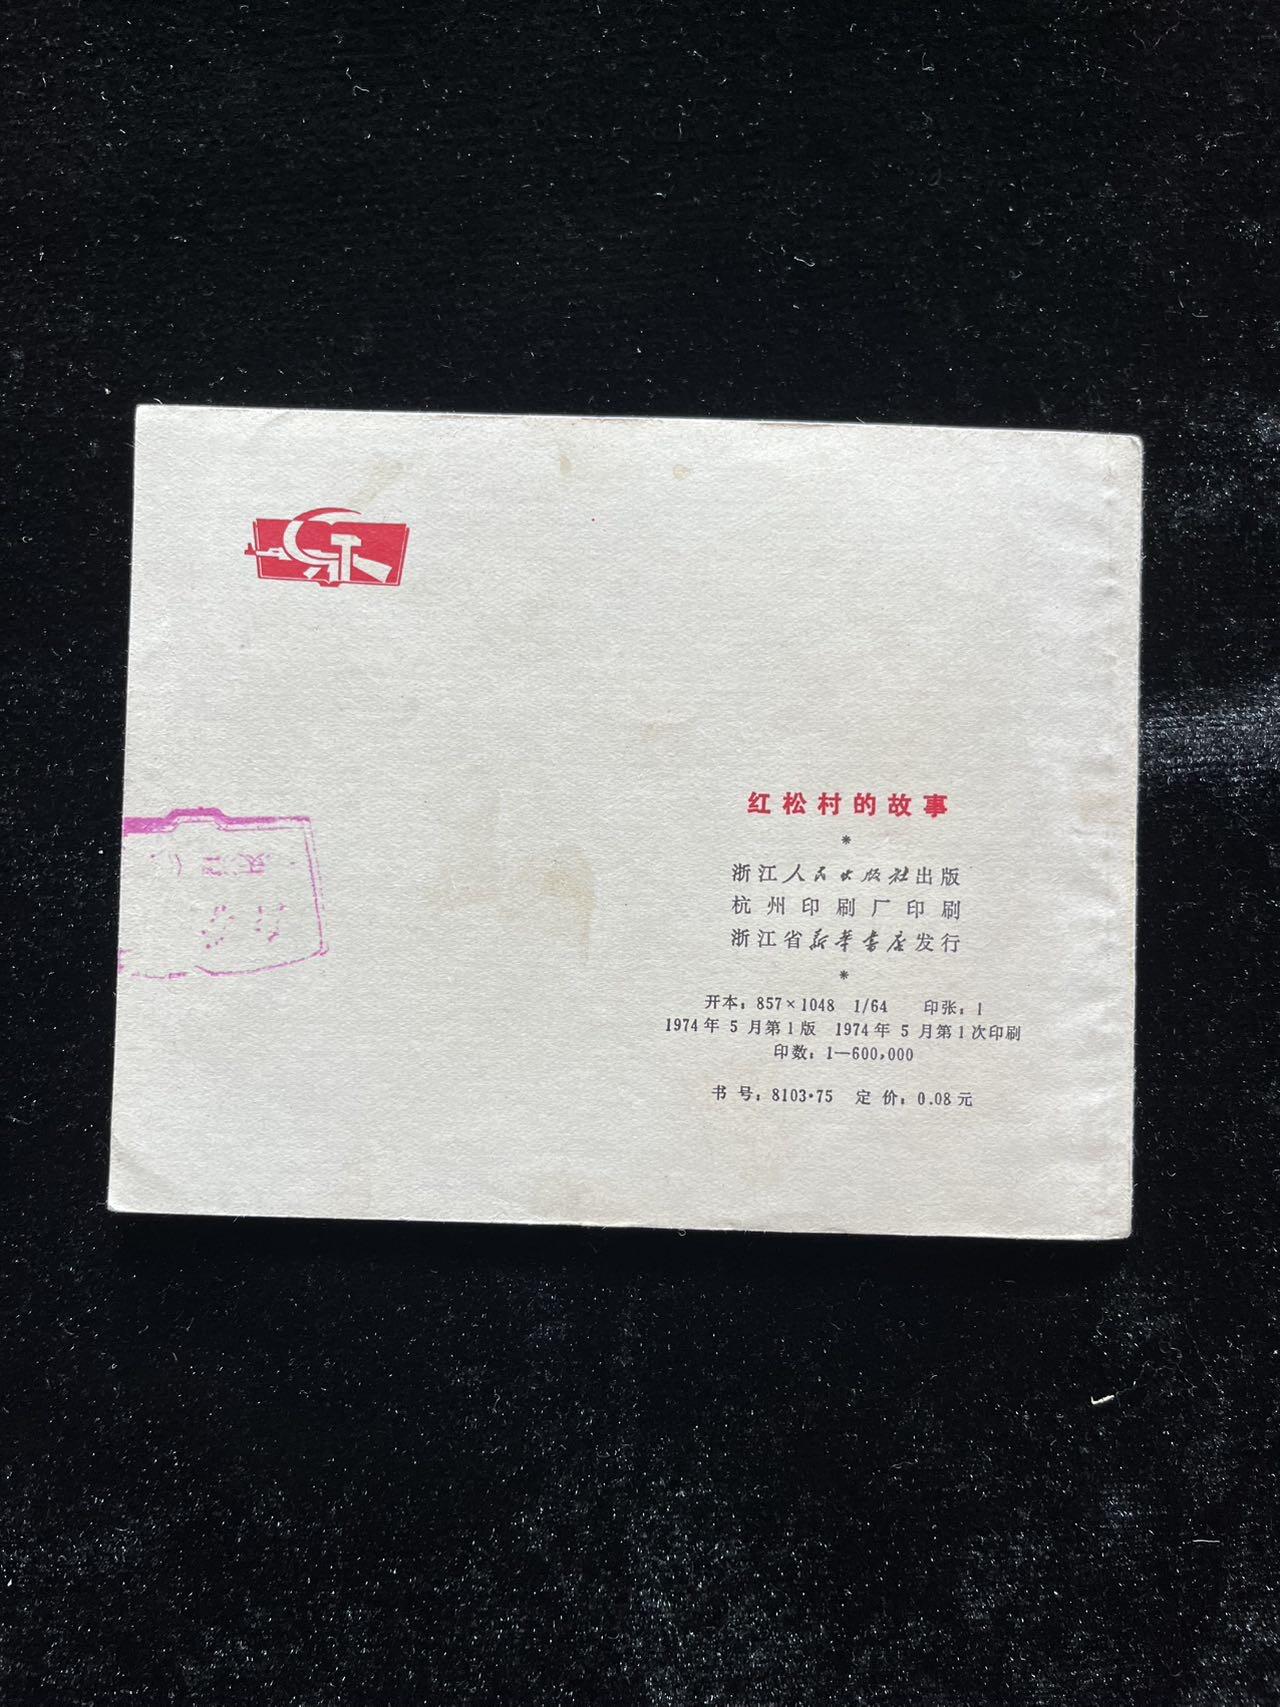 红松村的故事
*
浙江人民出版社出版
杭州印刷厂印刷
浙江省新华书店发行
*
开本：857×1048 1/64 印张：1
1974年5月第1版 1974年5月第1次印刷
印数：1—600,000
书号：8103·75 定价：0.08元